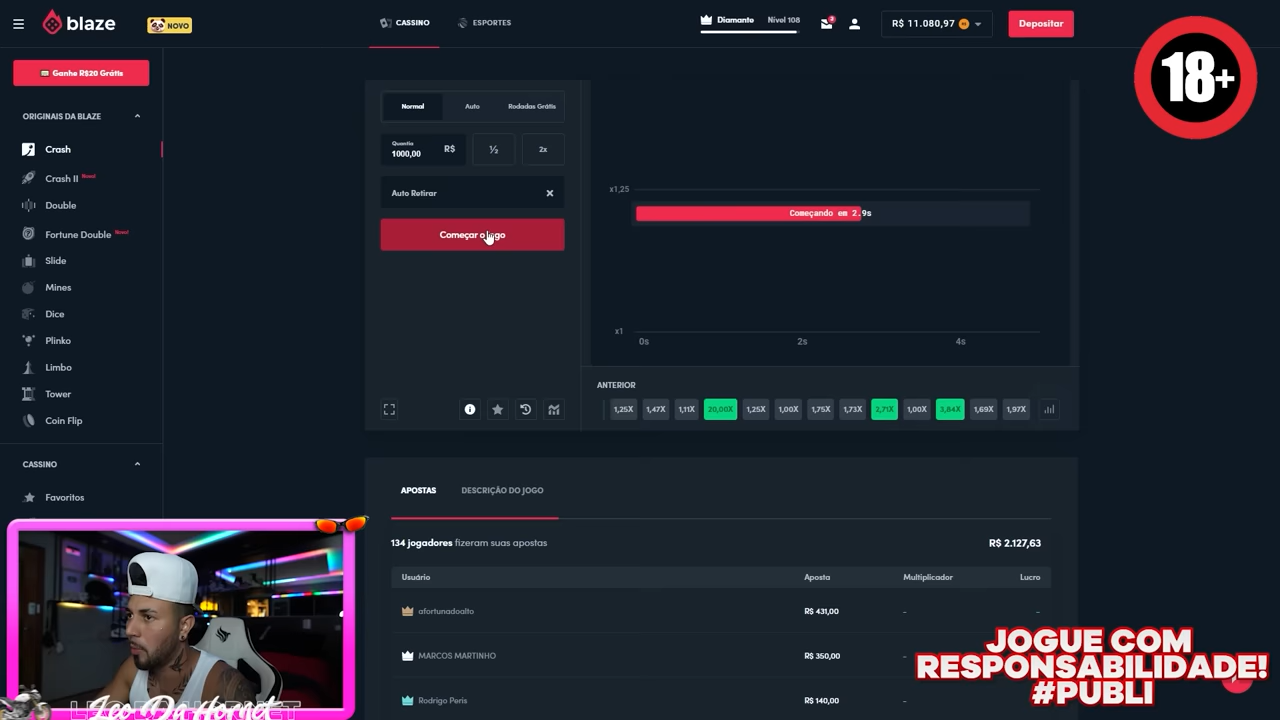 blaze
NOVO
CASSINO
ESPORTES
Diamante
Nível 108
3
R$ 11.080,97
Depositar
18+
Ganhe R$20 Grátis
ORIGINAIS DA BLAZE
Crash
Crash II Novo!
Double
Fortune Double Novo!
Slide
Mines
Dice
Plinko
Limbo
Tower
Coin Flip
CASSINO
Favoritos
Normal
Auto
Rodadas Grátis
Quantia
1000,00
R$
½
2x
Auto Retirar
Começar o jogo
x1,25
Começando em 2.9s
x1
0s
2s
4s
ANTERIOR
1,25X
1,47X
1,11X
20,00X
1,25X
1,00X
1,75X
1,73X
2,71X
1,00X
3,84X
1,69X
1,97X
APOSTAS
DESCRIÇÃO DO JOGO
134 jogadores fizeram suas apostas
R$ 2.127,63
Usuário
Aposta
Multiplicador
Lucro
afortunadoalto
R$ 431,00
-
-
MARCOS MARTINHO
R$ 350,00
-
Rodrigo Peris
R$ 140,00
JOGUE COM
RESPONSABILIDADE!
#PUBLI
Leo Da Hornet